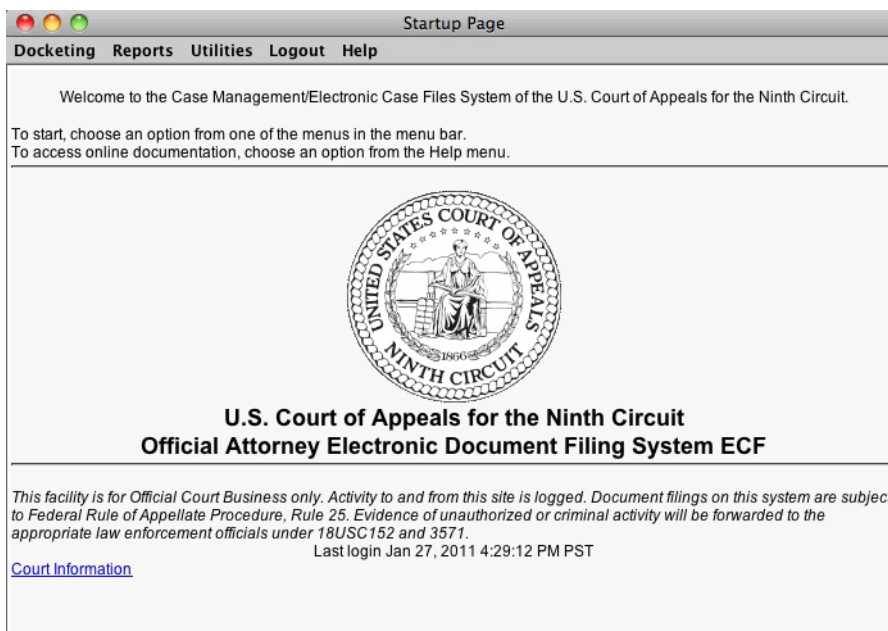 Startup Page
Docketing Reports Utilities Logout Help
Welcome to the Case Management/Electronic Case Files System of the U.S. Court of Appeals for the Ninth Circuit.
To start, choose an option from one of the menus in the menu bar.
To access online documentation, choose an option from the Help menu.
UNITED STATES COURT OF APPEALS
1866
NINTH CIRCUIT
U.S. Court of Appeals for the Ninth Circuit
Official Attorney Electronic Document Filing System ECF
This facility is for Official Court Business only. Activity to and from this site is logged. Document filings on this system are subjec
to Federal Rule of Appellate Procedure, Rule 25. Evidence of unauthorized or criminal activity will be forwarded to the
appropriate law enforcement officials under 18USC152 and 3571.
Last login Jan 27, 2011 4:29:12 PM PST
Court Information